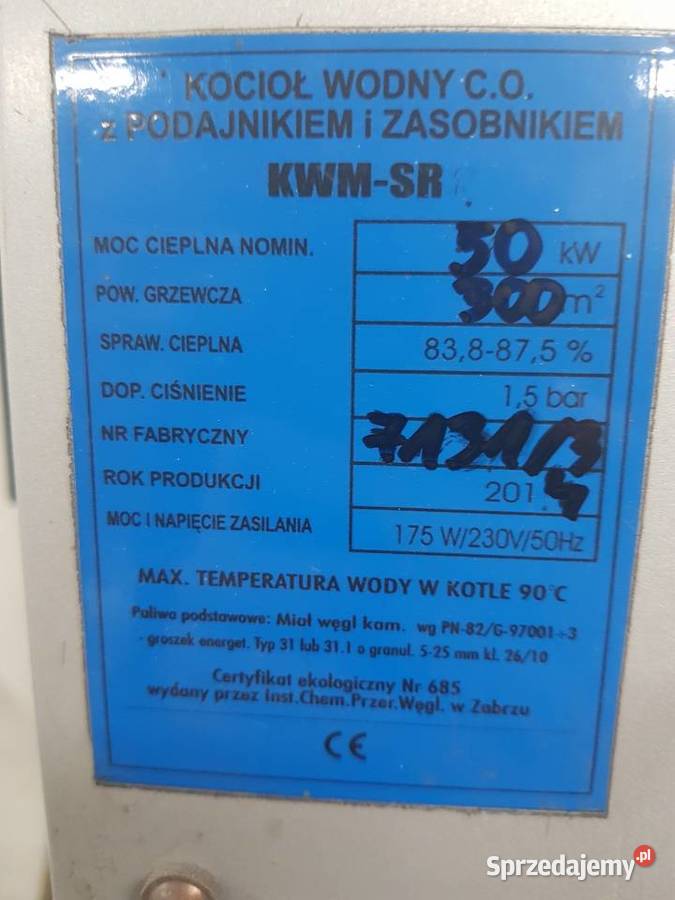 KOCIOŁ WODNY C.O.
z PODAJNIKIEM i ZASOBNIKIEM
KWM-SR
MOC CIEPLNA NOMIN. 50 kW
POW. GRZEWCZA 300 m²
SPRAW. CIEPLNA 83,8-87,5 %
DOP. CIŚNIENIE 1,5 bar
NR FABRYCZNY 7131/3
ROK PRODUKCJI 2014
MOC I NAPIĘCIE ZASILANIA 175 W/230V/50Hz
MAX. TEMPERATURA WODY W KOTLE 90°C
Paliwa podstawowe: Miał węgl kam. wg PN-82/G-97001÷3
- groszek energet. Typ 31 lub 31.1 o granul. 5-25 mm kl. 26/10
Certyfikat ekologiczny Nr 685
wydany przez Inst.Chem.Przer.Węgl. w Zabrzu
CE
Sprzedajemy.pl